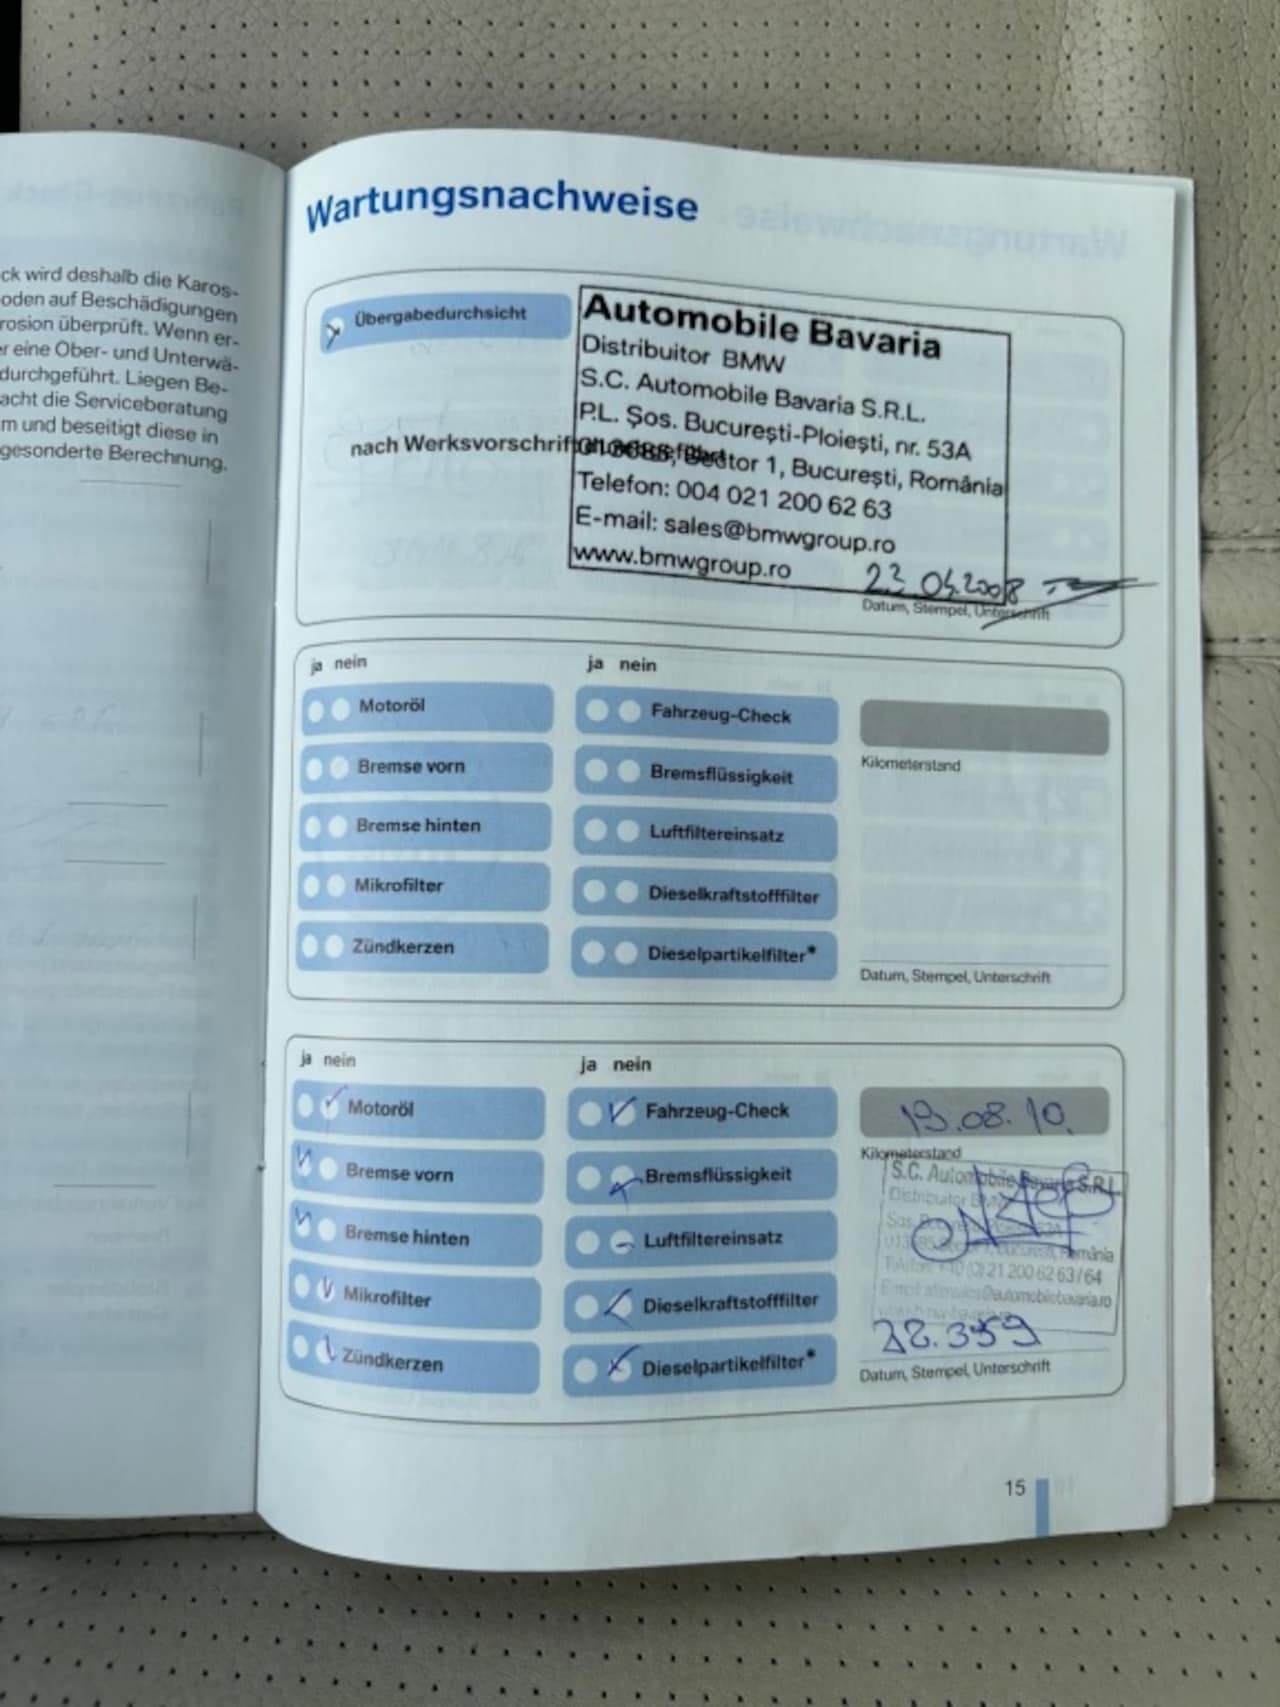 ck wird deshalb die Karos-
oden auf Beschädigungen
rosion überprüft. Wenn er-
er eine Ober- und Unterwä-
durchgeführt. Liegen Be-
acht die Serviceberatung
m und beseitigt diese in
gesonderte Berechnung.
Wartungsnachweise
Übergabedurchsicht
nach Werksvorschrift
Automobile Bavaria
Distribuitor BMW
S.C. Automobile Bavaria S.R.L.
P.L. Şos. Bucureşti-Ploieşti, nr. 53A
013685, Sector 1, Bucureşti, România
Telefon: 004 021 200 62 63
E-mail: sales@bmwgroup.ro
www.bmwgroup.ro
Datum, Stempel, Unterschrift
ja nein
Motoröl
Bremse vorn
Bremse hinten
Mikrofilter
Zündkerzen
ja nein
Fahrzeug-Check
Bremsflüssigkeit
Luftfiltereinsatz
Dieselkraftstofffilter
Dieselpartikelfilter*
Kilometerstand
Datum, Stempel, Unterschrift
ja nein
Motoröl
Bremse vorn
Bremse hinten
Mikrofilter
Zündkerzen
ja nein
Fahrzeug-Check
Bremsflüssigkeit
Luftfiltereinsatz
Dieselkraftstofffilter
Dieselpartikelfilter*
19.08.10.
Kilometerstand
S.C. Automobile Bavaria S.R.L.
Distribuitor BMW
Datum, Stempel, Unterschrift
15